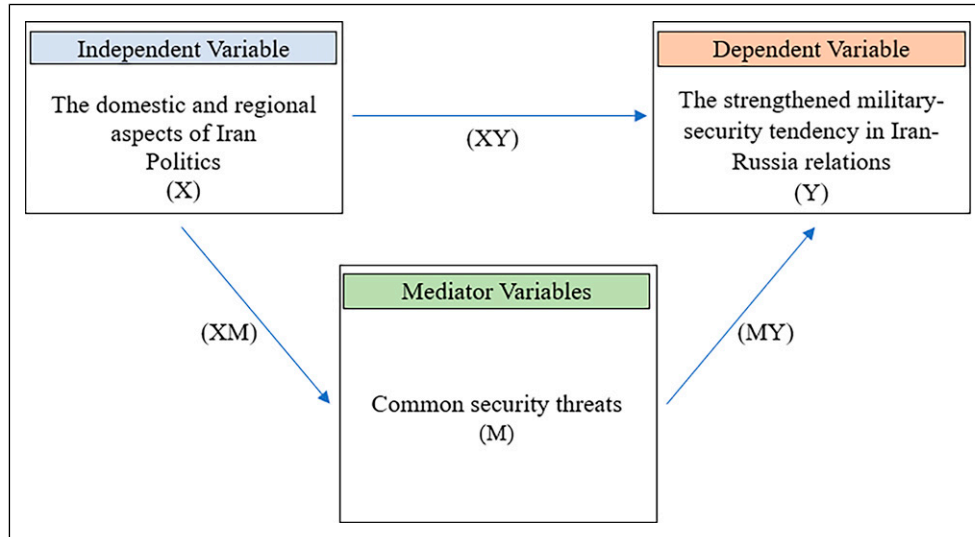 Independent Variable
The domestic and regional
aspects of Iran
Politics
(X)
(XY)
Dependent Variable
The strengthened military-
security tendency in Iran-
Russia relations
(Y)
(XM)
Mediator Variables
Common security threats
(M)
(MY)